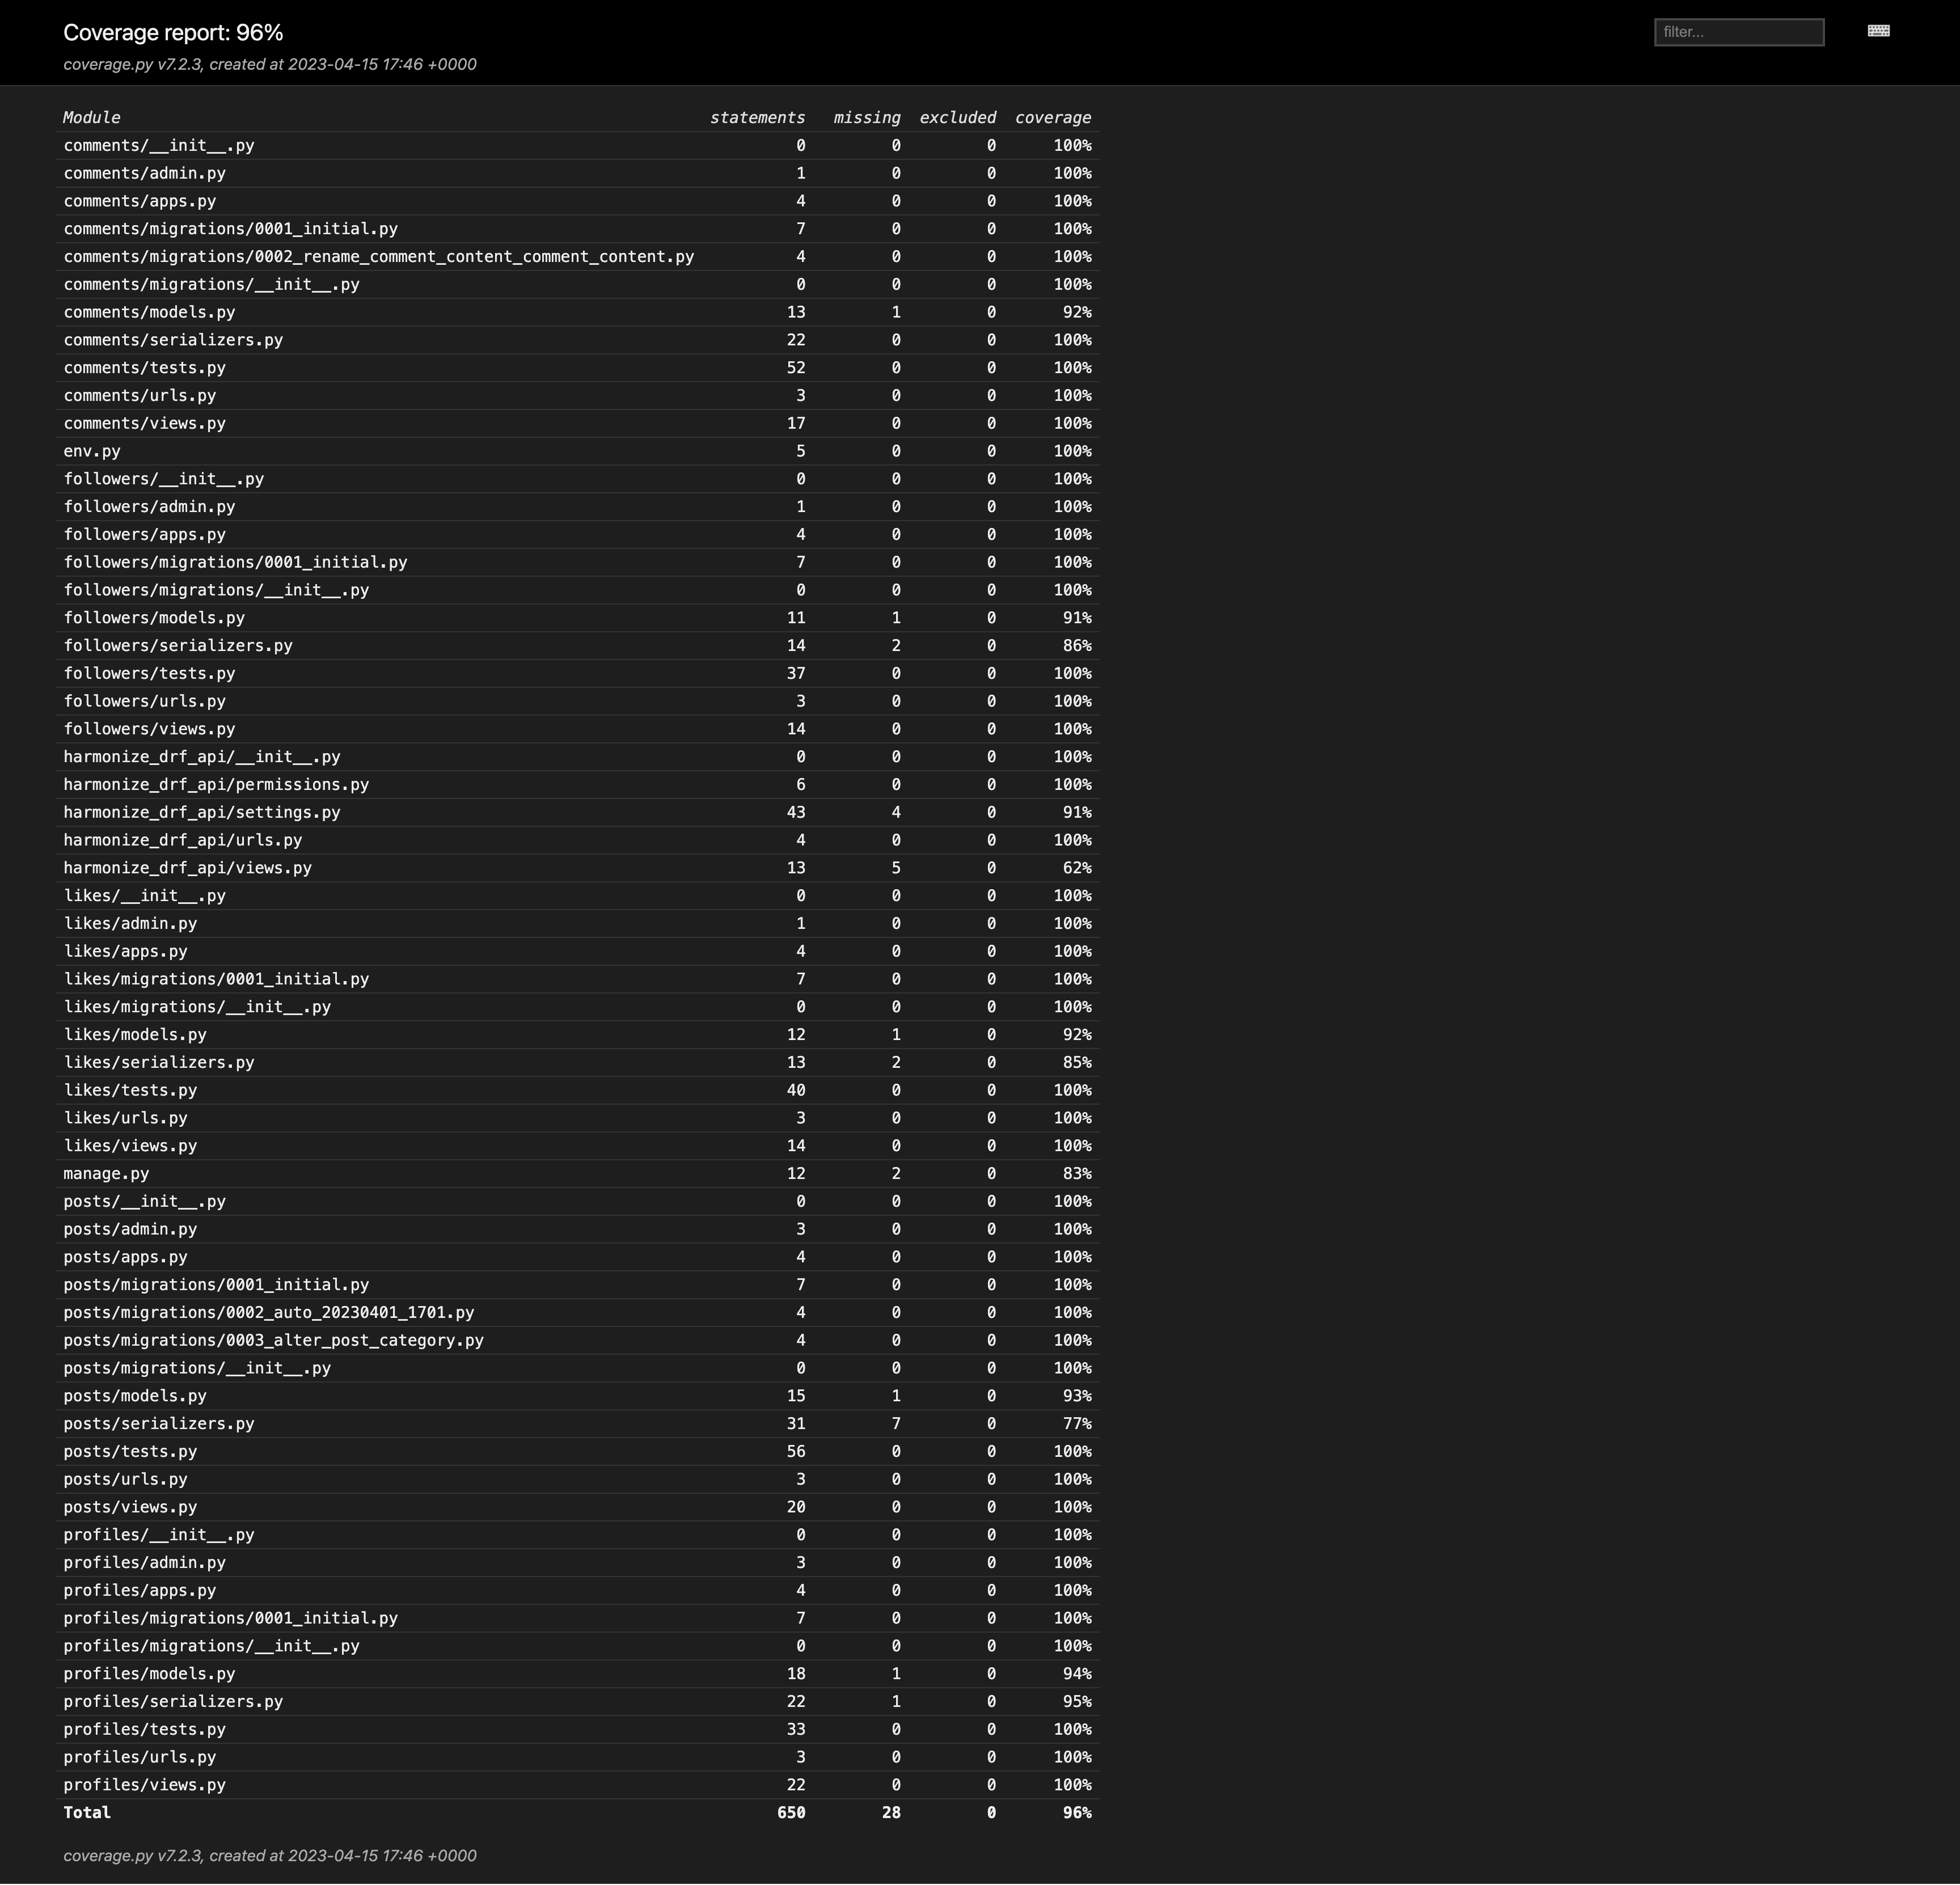 Coverage report: 96%
filter...
coverage.py v7.2.3, created at 2023-04-15 17:46 +0000
Module statements missing excluded coverage
comments/__init__.py 0 0 0 100%
comments/admin.py 1 0 0 100%
comments/apps.py 4 0 0 100%
comments/migrations/0001_initial.py 7 0 0 100%
comments/migrations/0002_rename_comment_content_comment_content.py 4 0 0 100%
comments/migrations/__init__.py 0 0 0 100%
comments/models.py 13 1 0 92%
comments/serializers.py 22 0 0 100%
comments/tests.py 52 0 0 100%
comments/urls.py 3 0 0 100%
comments/views.py 17 0 0 100%
env.py 5 0 0 100%
followers/__init__.py 0 0 0 100%
followers/admin.py 1 0 0 100%
followers/apps.py 4 0 0 100%
followers/migrations/0001_initial.py 7 0 0 100%
followers/migrations/__init__.py 0 0 0 100%
followers/models.py 11 1 0 91%
followers/serializers.py 14 2 0 86%
followers/tests.py 37 0 0 100%
followers/urls.py 3 0 0 100%
followers/views.py 14 0 0 100%
harmonize_drf_api/__init__.py 0 0 0 100%
harmonize_drf_api/permissions.py 6 0 0 100%
harmonize_drf_api/settings.py 43 4 0 91%
harmonize_drf_api/urls.py 4 0 0 100%
harmonize_drf_api/views.py 13 5 0 62%
likes/__init__.py 0 0 0 100%
likes/admin.py 1 0 0 100%
likes/apps.py 4 0 0 100%
likes/migrations/0001_initial.py 7 0 0 100%
likes/migrations/__init__.py 0 0 0 100%
likes/models.py 12 1 0 92%
likes/serializers.py 13 2 0 85%
likes/tests.py 40 0 0 100%
likes/urls.py 3 0 0 100%
likes/views.py 14 0 0 100%
manage.py 12 2 0 83%
posts/__init__.py 0 0 0 100%
posts/admin.py 3 0 0 100%
posts/apps.py 4 0 0 100%
posts/migrations/0001_initial.py 7 0 0 100%
posts/migrations/0002_auto_20230401_1701.py 4 0 0 100%
posts/migrations/0003_alter_post_category.py 4 0 0 100%
posts/migrations/__init__.py 0 0 0 100%
posts/models.py 15 1 0 93%
posts/serializers.py 31 7 0 77%
posts/tests.py 56 0 0 100%
posts/urls.py 3 0 0 100%
posts/views.py 20 0 0 100%
profiles/__init__.py 0 0 0 100%
profiles/admin.py 3 0 0 100%
profiles/apps.py 4 0 0 100%
profiles/migrations/0001_initial.py 7 0 0 100%
profiles/migrations/__init__.py 0 0 0 100%
profiles/models.py 18 1 0 94%
profiles/serializers.py 22 1 0 95%
profiles/tests.py 33 0 0 100%
profiles/urls.py 3 0 0 100%
profiles/views.py 22 0 0 100%
Total 650 28 0 96%
coverage.py v7.2.3, created at 2023-04-15 17:46 +0000